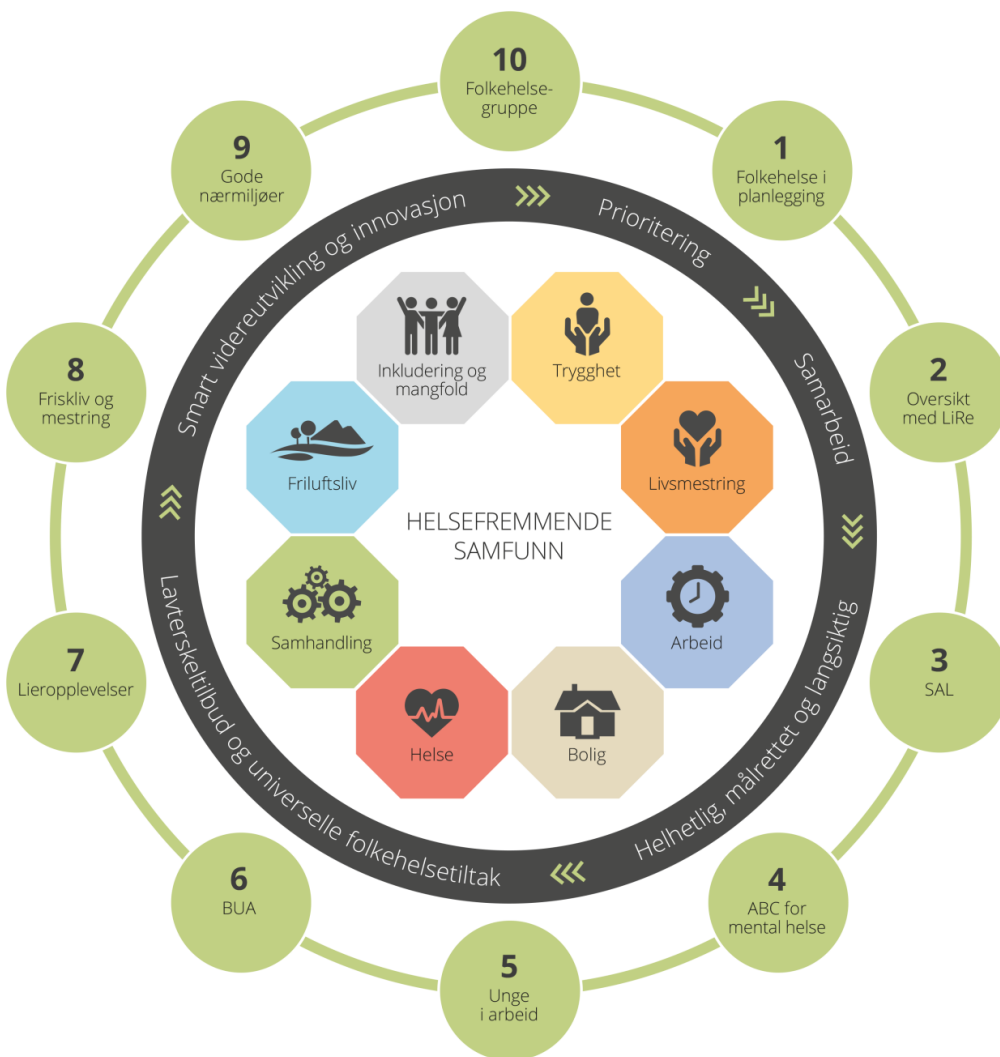 10
Folkehelse-
gruppe
1
Folkehelse i
planlegging
2
Oversikt
med LiRe
3
SAL
4
ABC for
mental helse
5
Unge
i arbeid
6
BUA
7
Lieropplevelser
8
Friskliv og
mestring
9
Gode
nærmiljøer
Prioritering
Samarbeid
Helhetlig, målrettet og langsiktig
Lavterskeltilbud og universelle folkehelsetiltak
Smart videreutvikling og innovasjon
Inkludering og
mangfold
Trygghet
Livsmestring
Arbeid
Bolig
Helse
Samhandling
Friluftsliv
HELSEFREMMENDE
SAMFUNN